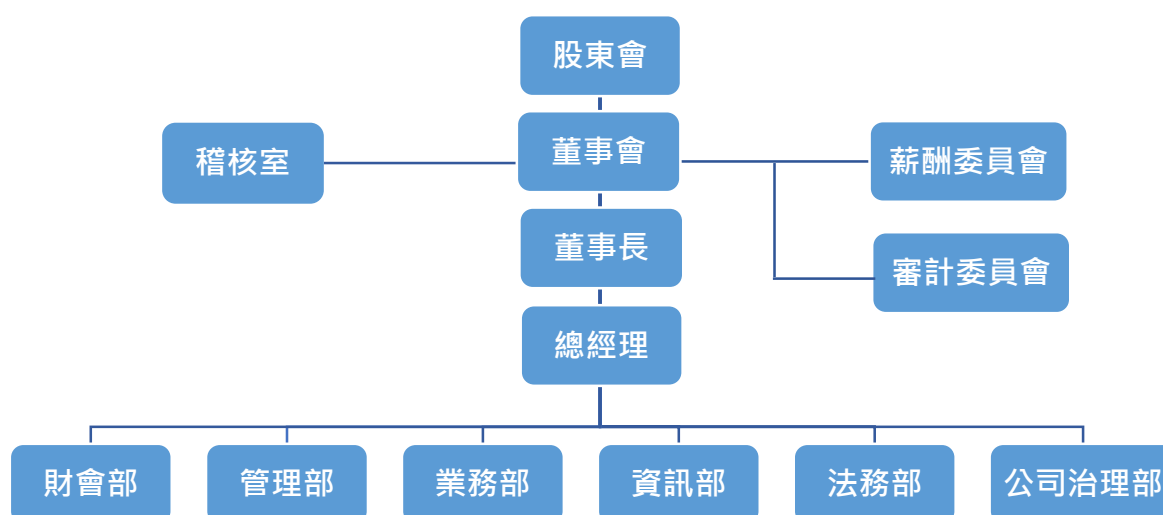 股東會
稽核室
董事會
薪酬委員會
董事長
審計委員會
總經理
財會部
管理部
業務部
資訊部
法務部
公司治理部